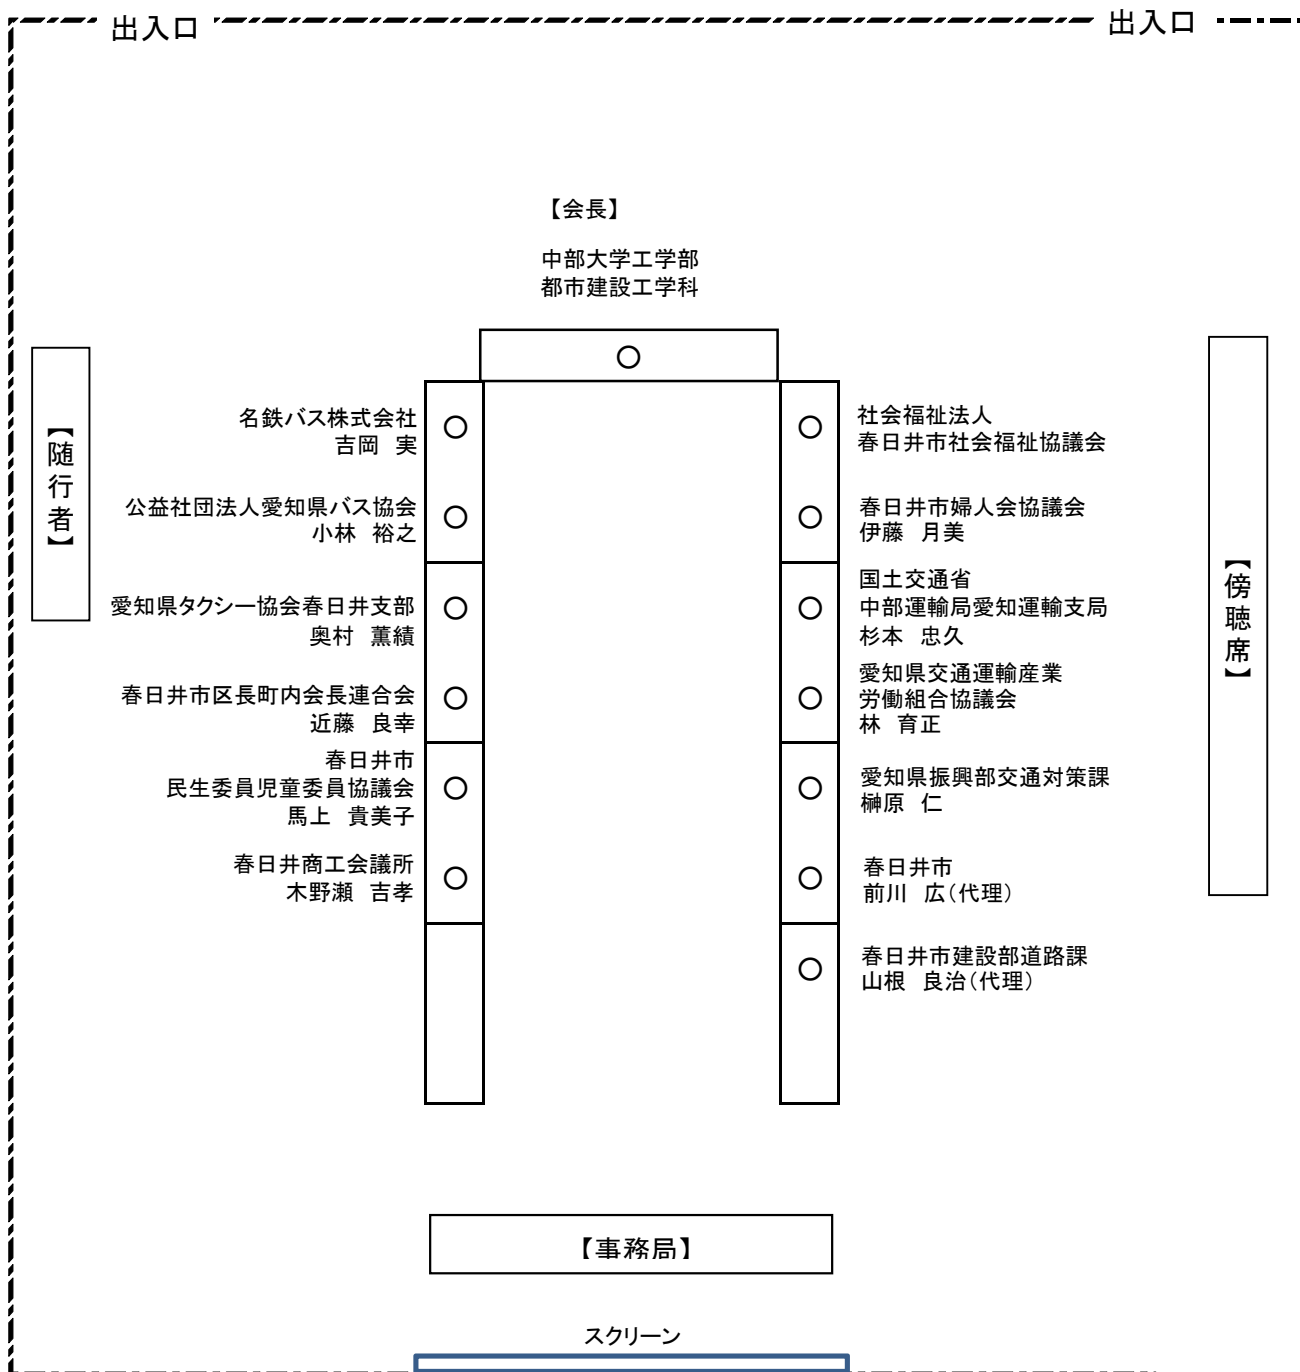 出入口
出入口
【会長】
中部大学工学部
都市建設工学科
【随行者】
名鉄バス株式会社
吉岡 実
公益社団法人愛知県バス協会
小林 裕之
愛知県タクシー協会春日井支部
奥村 薫績
春日井市区長町内会長連合会
近藤 良幸
春日井市
民生委員児童委員協議会
馬上 貴美子
春日井商工会議所
木野瀬 吉孝
社会福祉法人
春日井市社会福祉協議会
春日井市婦人会協議会
伊藤 月美
国土交通省
中部運輸局愛知運輸支局
杉本 忠久
愛知県交通運輸産業
労働組合協議会
林 育正
愛知県振興部交通対策課
榊原 仁
春日井市
前川 広(代理)
春日井市建設部道路課
山根 良治(代理)
【傍聴席】
【事務局】
スクリーン